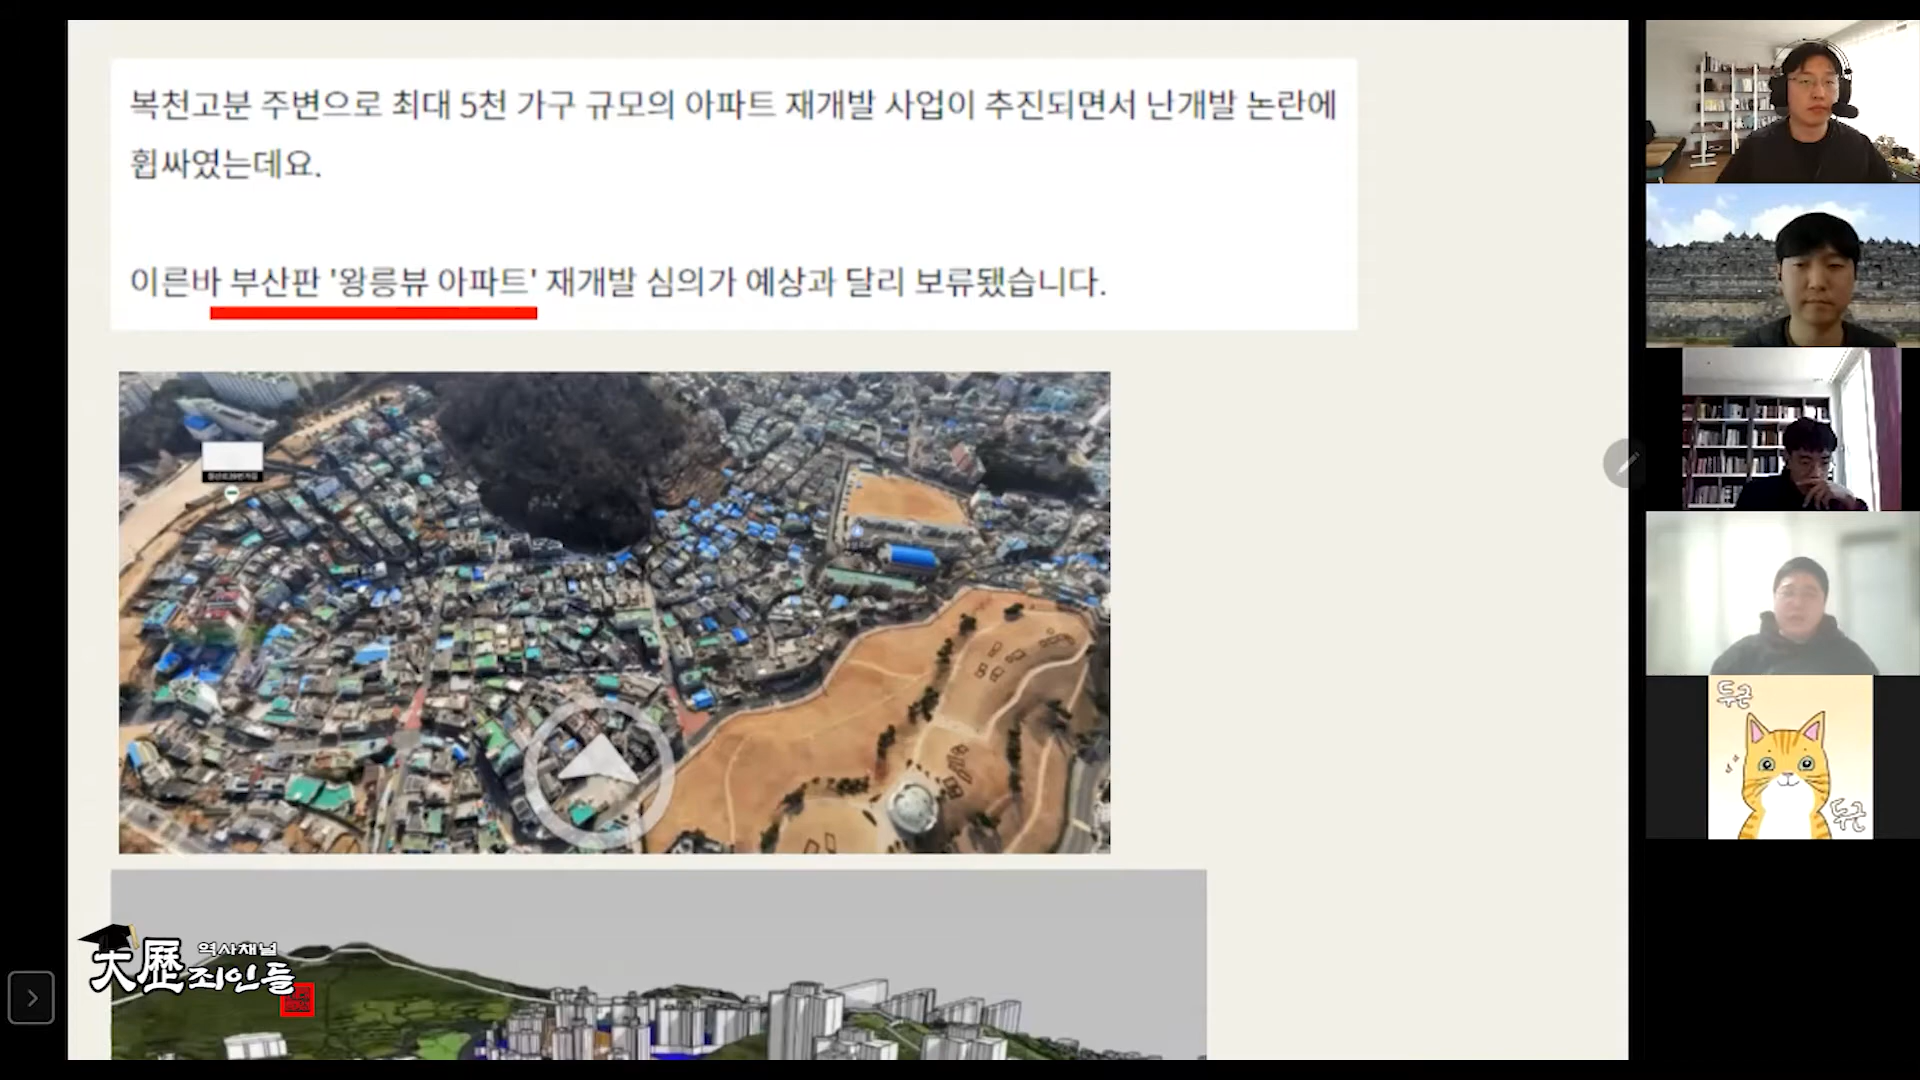 복천고분 주변으로 최대 5천 가구 규모의 아파트 재개발 사업이 추진되면서 난개발 논란에
휩싸였는데요.
이른바 부산판 '왕릉뷰 아파트' 재개발 심의가 예상과 달리 보류됐습니다.
大歷 역사채널
죄인들
두근
두근